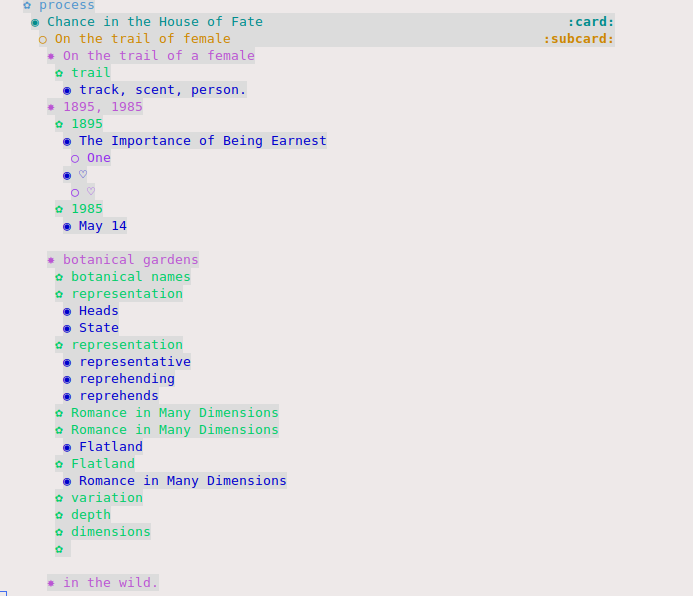 ✿ process
◉ Chance in the House of Fate :card:
○ On the trail of female :subcard:
✸ On the trail of a female
✿ trail
◉ track, scent, person.
✸ 1895, 1985
✿ 1895
◉ The Importance of Being Earnest
○ One
◉ ♡
○ ♡
✿ 1985
◉ May 14
✸ botanical gardens
✿ botanical names
✿ representation
◉ Heads
◉ State
✿ representation
◉ representative
◉ reprehending
◉ reprehends
✿ Romance in Many Dimensions
✿ Romance in Many Dimensions
◉ Flatland
✿ Flatland
◉ Romance in Many Dimensions
✿ variation
✿ depth
✿ dimensions
✿
✸ in the wild.